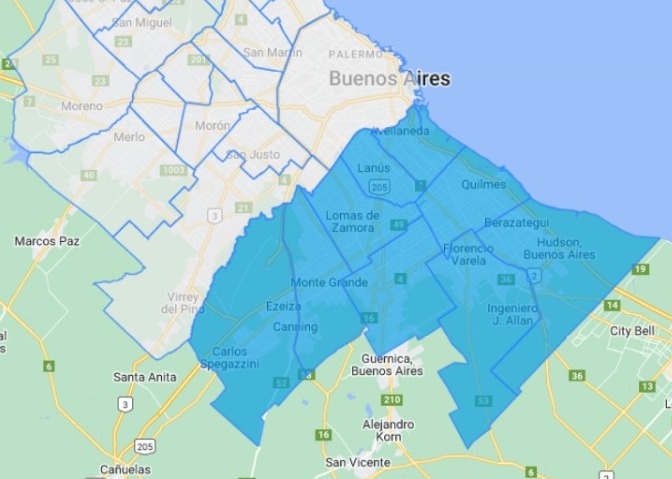 San Miguel
23
24
201
San Martín
PALERMO
Buenos Aires
7
23
Moreno
Morón
Merlo
Avellaneda
San Justo
Lanús
40
1003
4
205
Quilmes
3
21
Lomas de
Zamora
49
Berazategui
Marcos Paz
Florencio
Varela
Hudson,
Buenos Aires
19
Monte Grande
4
36
2
Virrey
del Pino
Ezeiza
14
Canning
16
Ingeniero
J. Allan
City Bell
Carlos
Spegazzini
Guernica,
Buenos Aires
6
Santa Anita
52
58
36
13
3
210
53
Alejandro
Korn
205
16
San Vicente
Cañuelas
6
2